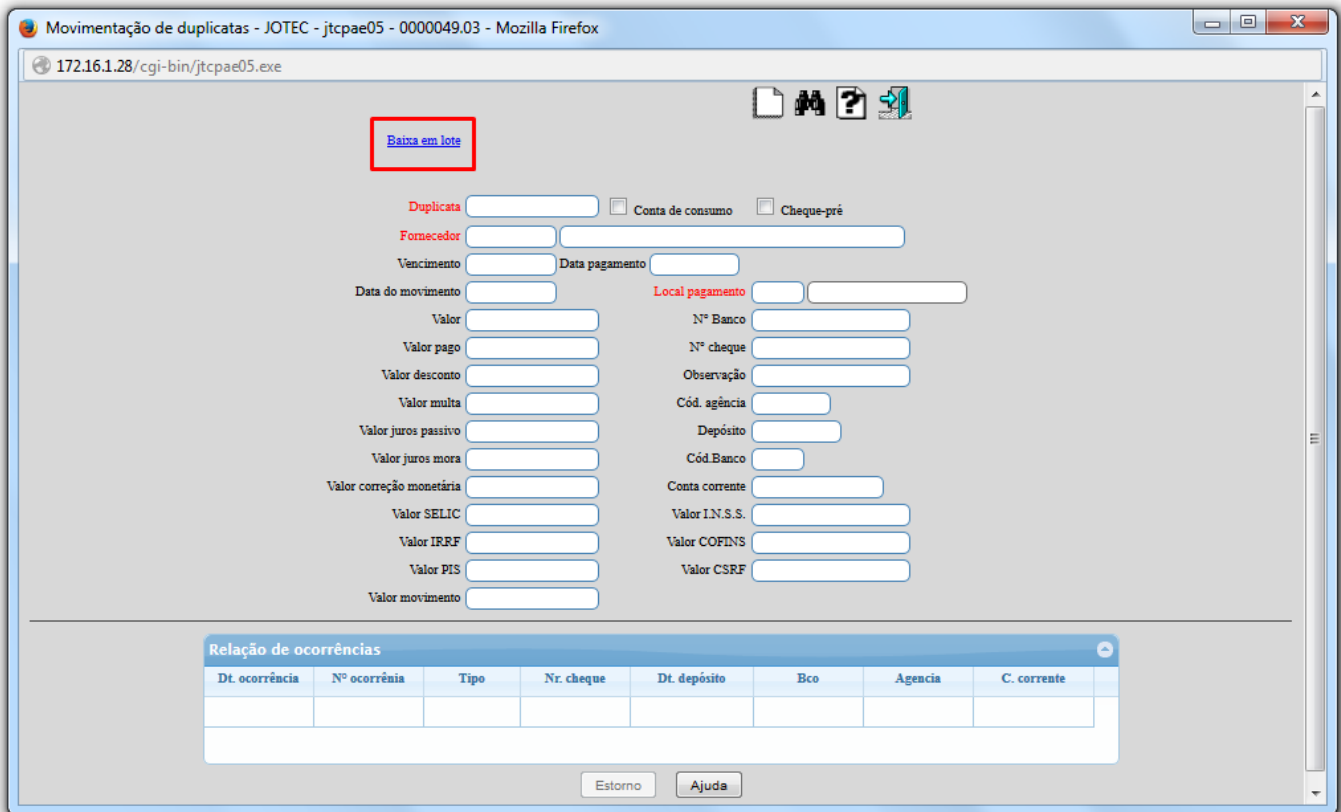 Movimentação de duplicatas - JOTEC - jtcpae05 - 0000049.03 - Mozilla Firefox
172.16.1.28/cgi-bin/jtcpae05.exe
Baixa em lote
Duplicata Conta de consumo Cheque-pré
Fornecedor
Vencimento Data pagamento
Data do movimento Local pagamento
Valor Nº Banco
Valor pago Nº cheque
Valor desconto Observação
Valor multa Cód. agência
Valor juros passivo Depósito
Valor juros mora Cód.Banco
Valor correção monetária Conta corrente
Valor SELIC Valor I.N.S.S.
Valor IRRF Valor COFINS
Valor PIS Valor CSRF
Valor movimento
Relação de ocorrências
Dt. ocorrência Nº ocorrênia Tipo Nr. cheque Dt. depósito Bco Agencia C. corrente
Estorno Ajuda